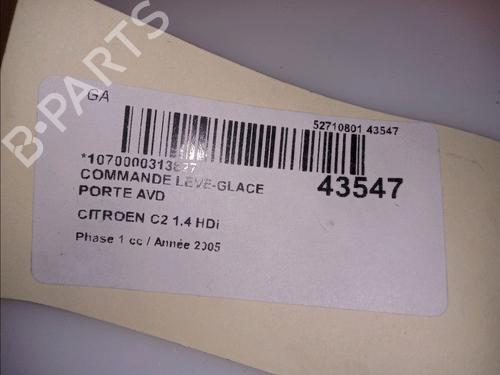 B-PARTS
GA
52710801 43547
*1070000313877
COMMANDE LEVE-GLACE
PORTE AVD
43547
CITROEN C2 1.4 HDi
Phase 1 cc / Année 2005